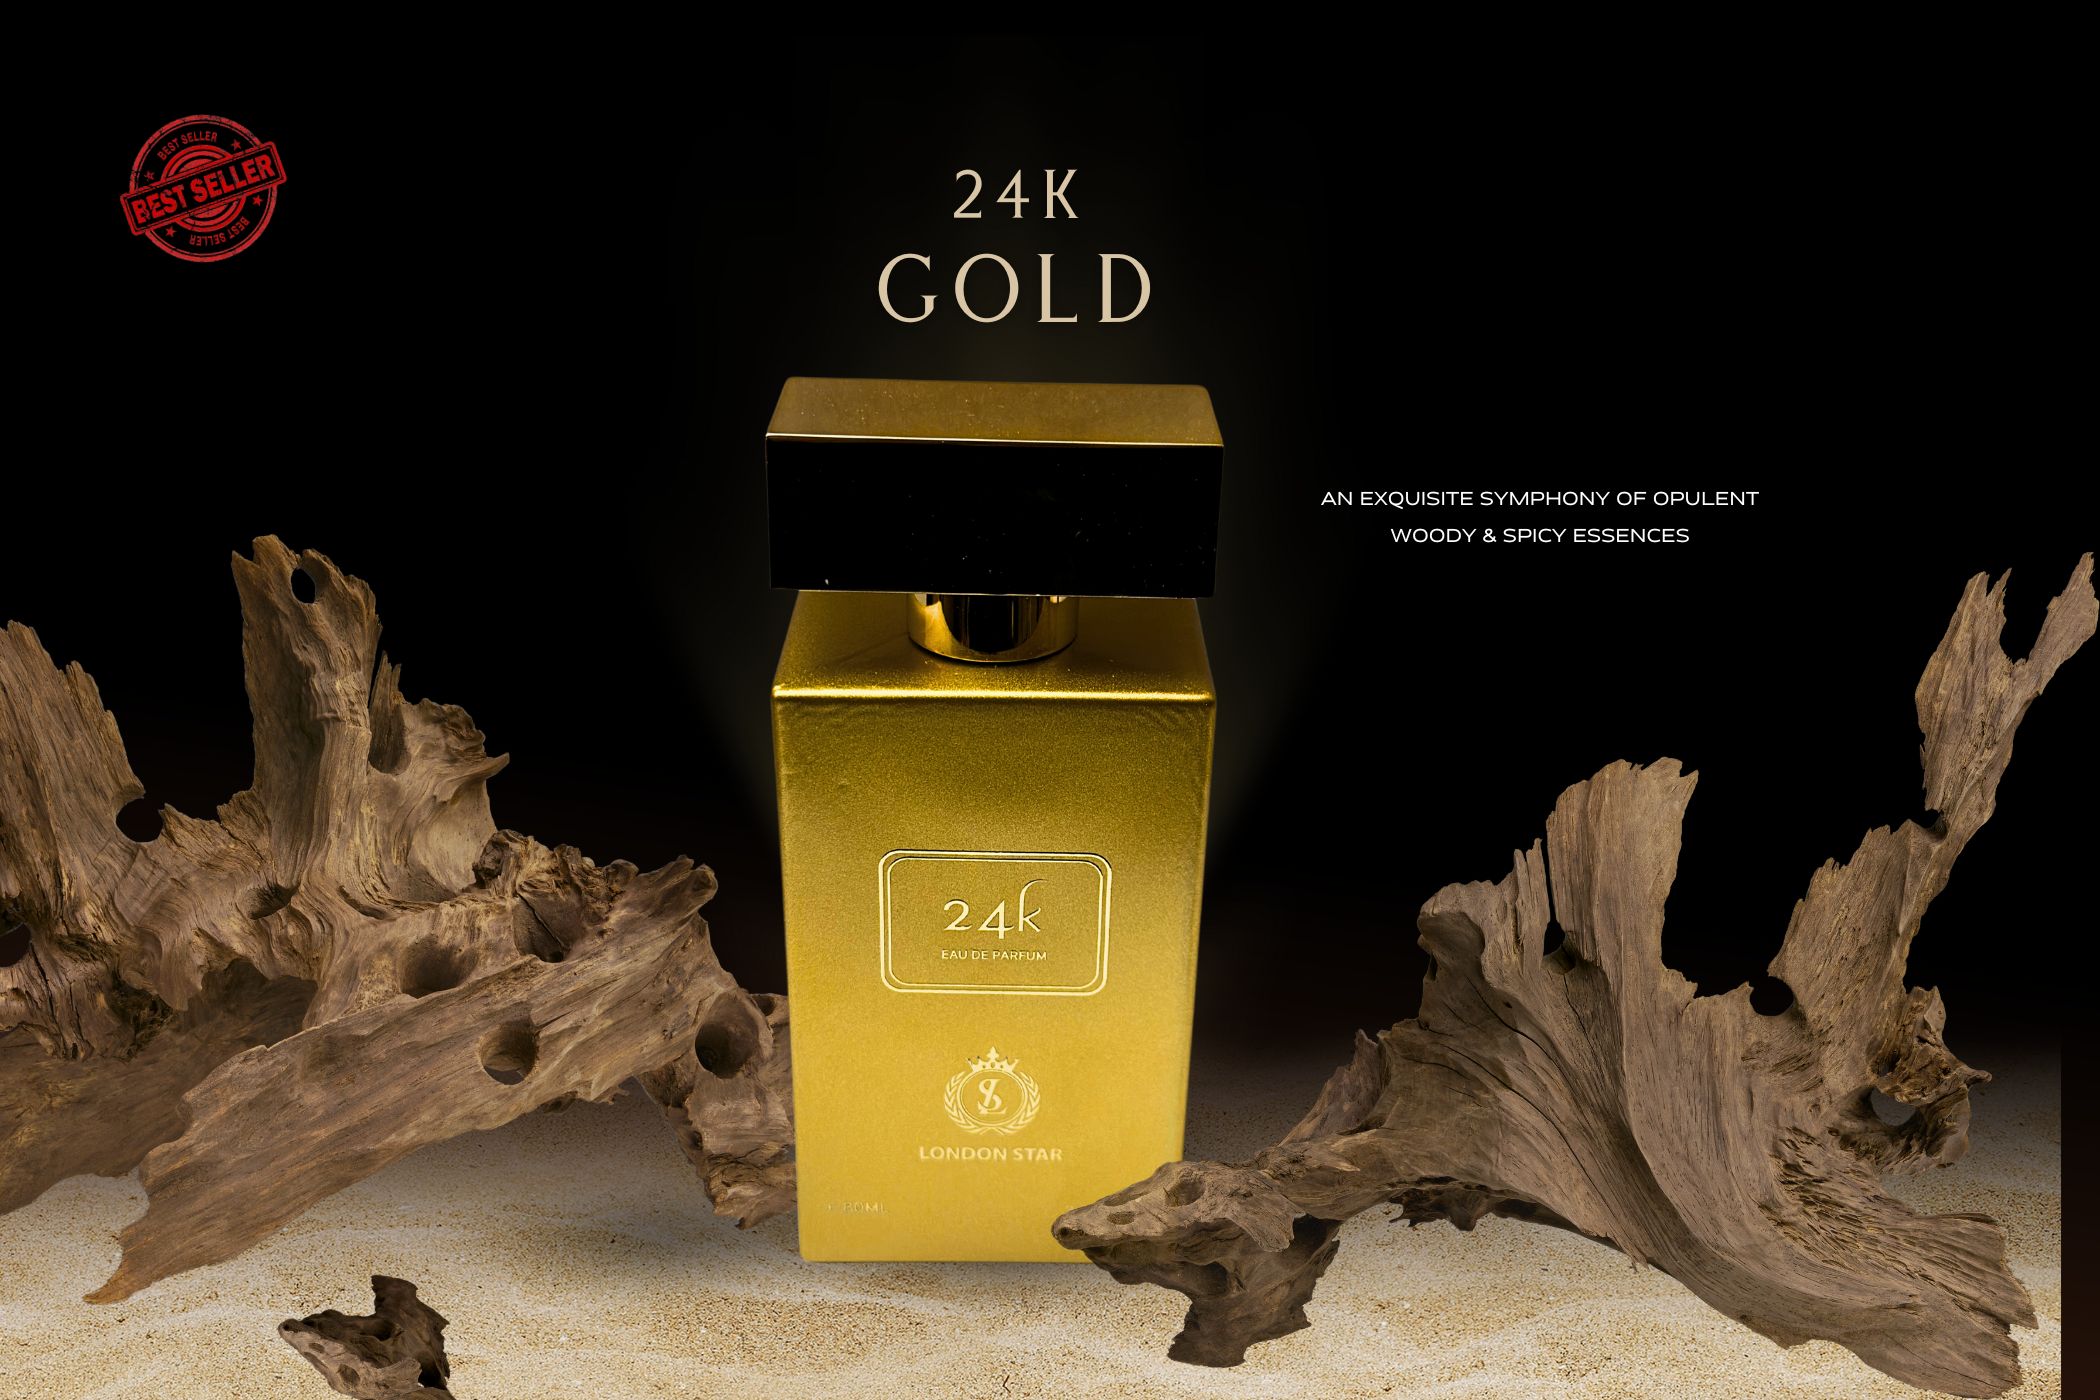 BEST SELLER
BEST SELLER
BEST SELLER
24K
GOLD
AN EXQUISITE SYMPHONY OF OPULENT
WOODY & SPICY ESSENCES
24k
EAU DE PARFUM
SL
LONDON STAR
80ML